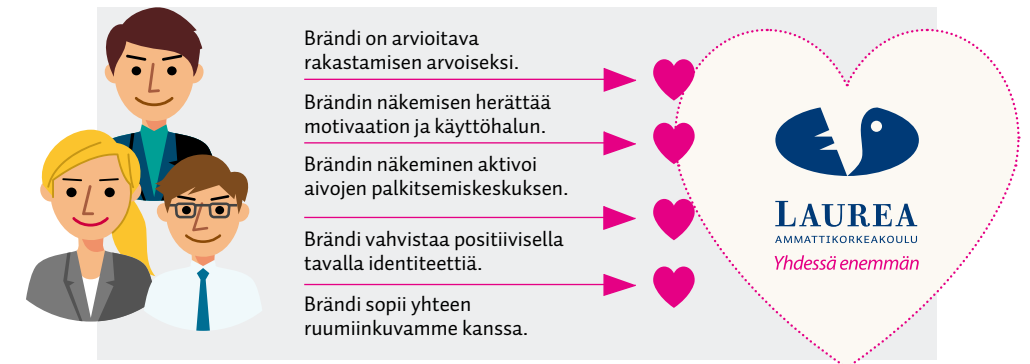 Brändi on arvioitava
rakastamisen arvoiseksi.
Brändin näkemisen herättää
motivaation ja käyttöhalun.
Brändin näkeminen aktivoi
aivojen palkitsemiskeskuksen.
Brändi vahvistaa positiivisella
tavalla identiteettiä.
Brändi sopii yhteen
ruumiinkuvamme kanssa.
LAUREA
AMMATTIKORKEAKOULU
Yhdessä enemmän